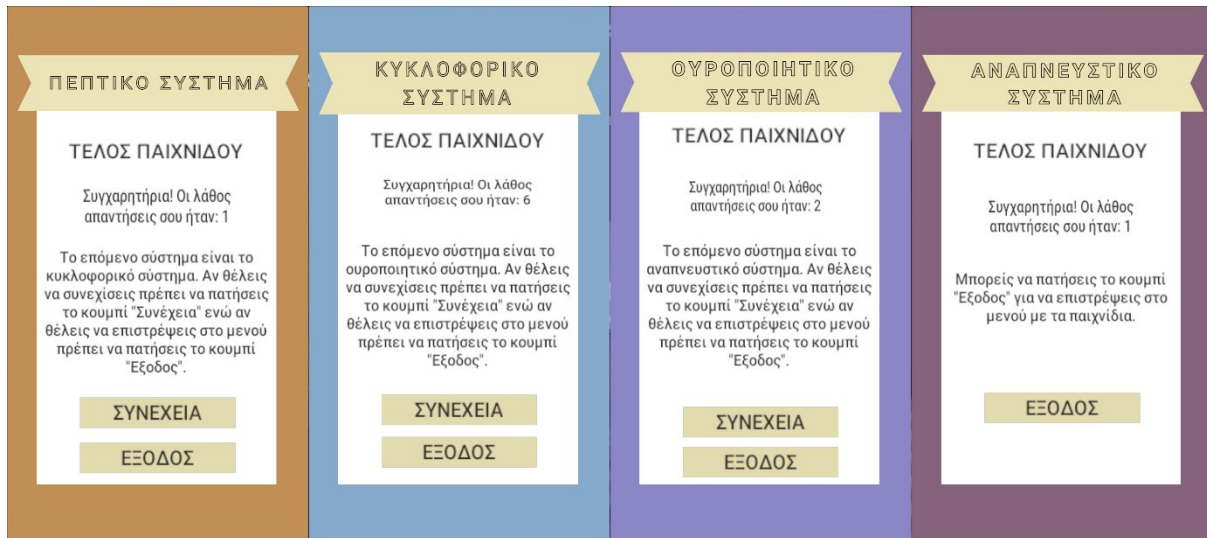 ΠΕΠΤΙΚΟ ΣΥΣΤΗΜΑ
ΤΕΛΟΣ ΠΑΙΧΝΙΔΟΥ
Συγχαρητήρια! Οι λάθος
απαντήσεις σου ήταν: 1
Το επόμενο σύστημα είναι το
κυκλοφορικό σύστημα. Αν θέλεις
να συνεχίσεις πρέπει να πατήσεις
το κουμπί "Συνέχεια" ενώ αν
θέλεις να επιστρέψεις στο μενού
πρέπει να πατήσεις το κουμπί
"Εξοδος".
ΣΥΝΕΧΕΙΑ
ΕΞΟΔΟΣ
ΚΥΚΛΟΦΟΡΙΚΟ
ΣΥΣΤΗΜΑ
ΤΕΛΟΣ ΠΑΙΧΝΙΔΟΥ
Συγχαρητήρια! Οι λάθος
απαντήσεις σου ήταν: 6
Το επόμενο σύστημα είναι το
ουροποιητικό σύστημα. Αν θέλεις
να συνεχίσεις πρέπει να πατήσεις
το κουμπί "Συνέχεια" ενώ αν
θέλεις να επιστρέψεις στο μενού
πρέπει να πατήσεις το κουμπί
"Εξοδος".
ΣΥΝΕΧΕΙΑ
ΕΞΟΔΟΣ
ΟΥΡΟΠΟΙΗΤΙΚΟ
ΣΥΣΤΗΜΑ
ΤΕΛΟΣ ΠΑΙΧΝΙΔΟΥ
Συγχαρητήρια! Οι λάθος
απαντήσεις σου ήταν: 2
Το επόμενο σύστημα είναι το
αναπνευστικό σύστημα. Αν θέλεις
να συνεχίσεις πρέπει να πατήσεις
το κουμπί "Συνέχεια" ενώ αν
θέλεις να επιστρέψεις στο μενού
πρέπει να πατήσεις το κουμπί
"Εξοδος".
ΣΥΝΕΧΕΙΑ
ΕΞΟΔΟΣ
ΑΝΑΠΝΕΥΣΤΙΚΟ
ΣΥΣΤΗΜΑ
ΤΕΛΟΣ ΠΑΙΧΝΙΔΟΥ
Συγχαρητήρια! Οι λάθος
απαντήσεις σου ήταν: 1
Μπορείς να πατήσεις το κουμπί
"Εξοδος" για να επιστρέψεις στο
μενού με τα παιχνίδια.
ΕΞΟΔΟΣ